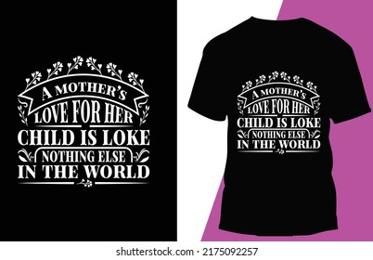 A MOTHER'S
LOVE FOR HER
CHILD IS LOKE
NOTHING ELSE
IN THE WORLD
A MOTHER'S
LOVE FOR HER
CHILD IS LOKE
NOTHING ELSE
IN THE WORLD
shutterstock.com · 2175092257